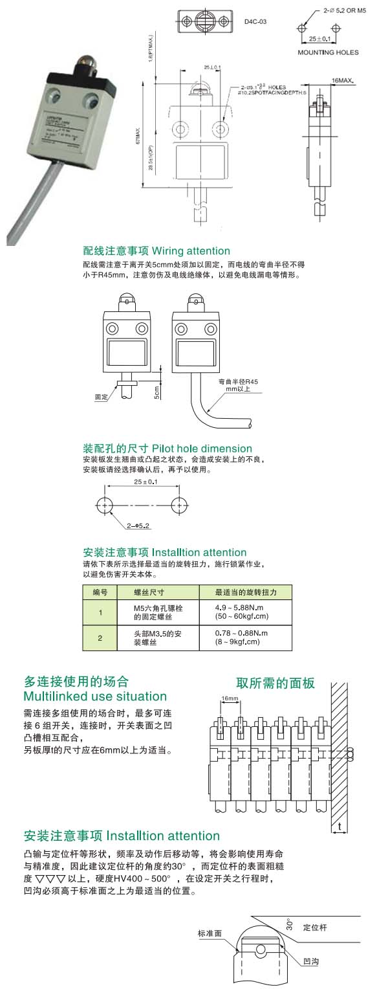 D4C-03
2-Ø 5.2 OR M5
25±0.1
MOUNTING HOLES
1.8(PTMAX.)
25±0.1
16MAX.
2-Ø5.1 +0.2 0 HOLES
Ø10.2SPOTFACINGDEPTH:6
67MAX.
28.5±1(OP)
配线注意事项 Wiring attention
配线需注意于离开关5cmm处须加以固定，而电线的弯曲半径不得
小于R45mm，注意勿伤及电线绝缘体，以避免电线漏电等情形。
固定
5cm
弯曲半径R45
mm以上
装配孔的尺寸 Pilot hole dimension
安装板发生翘曲或凸起之状态，会造成安装上的不良，
安装板请经选择确认后，再予以使用。
25±0.1
2-Φ5.2
安装注意事项 Installtion attention
请依下表所示选择最适当的旋转扭力，施行锁紧作业，
以避免伤害开关本体。
编号 螺丝尺寸 最适当的旋转扭力
1 M5六角孔骡栓
的固定螺丝
4.9~5.88N.m
(50~60kgf.cm)
2 头部M3.5的安
装螺丝
0.78~0.88N.m
(8~9kgf.cm)
多连接使用的场合
Multilinked use situation
需连接多组使用的场合时，最多可连
接 6 组开关，连接时，开关表面之凹
凸槽相互配合，
另板厚t的尺寸应在6mm以上为适当。
取所需的面板
16mm
t
安装注意事项 Installtion attention
凸输与定位杆等形状，频率及动作后移动等，将会影响使用寿命
与精准度，因此建议定位杆的角度约30°，而定位杆的表面粗糙
度 ▽▽▽ 以上，硬度HV400~500°，在设定开关之行程时，
凹沟必须高于标准面之上为最适当的位置。
30°
定位杆
标准面
凹沟